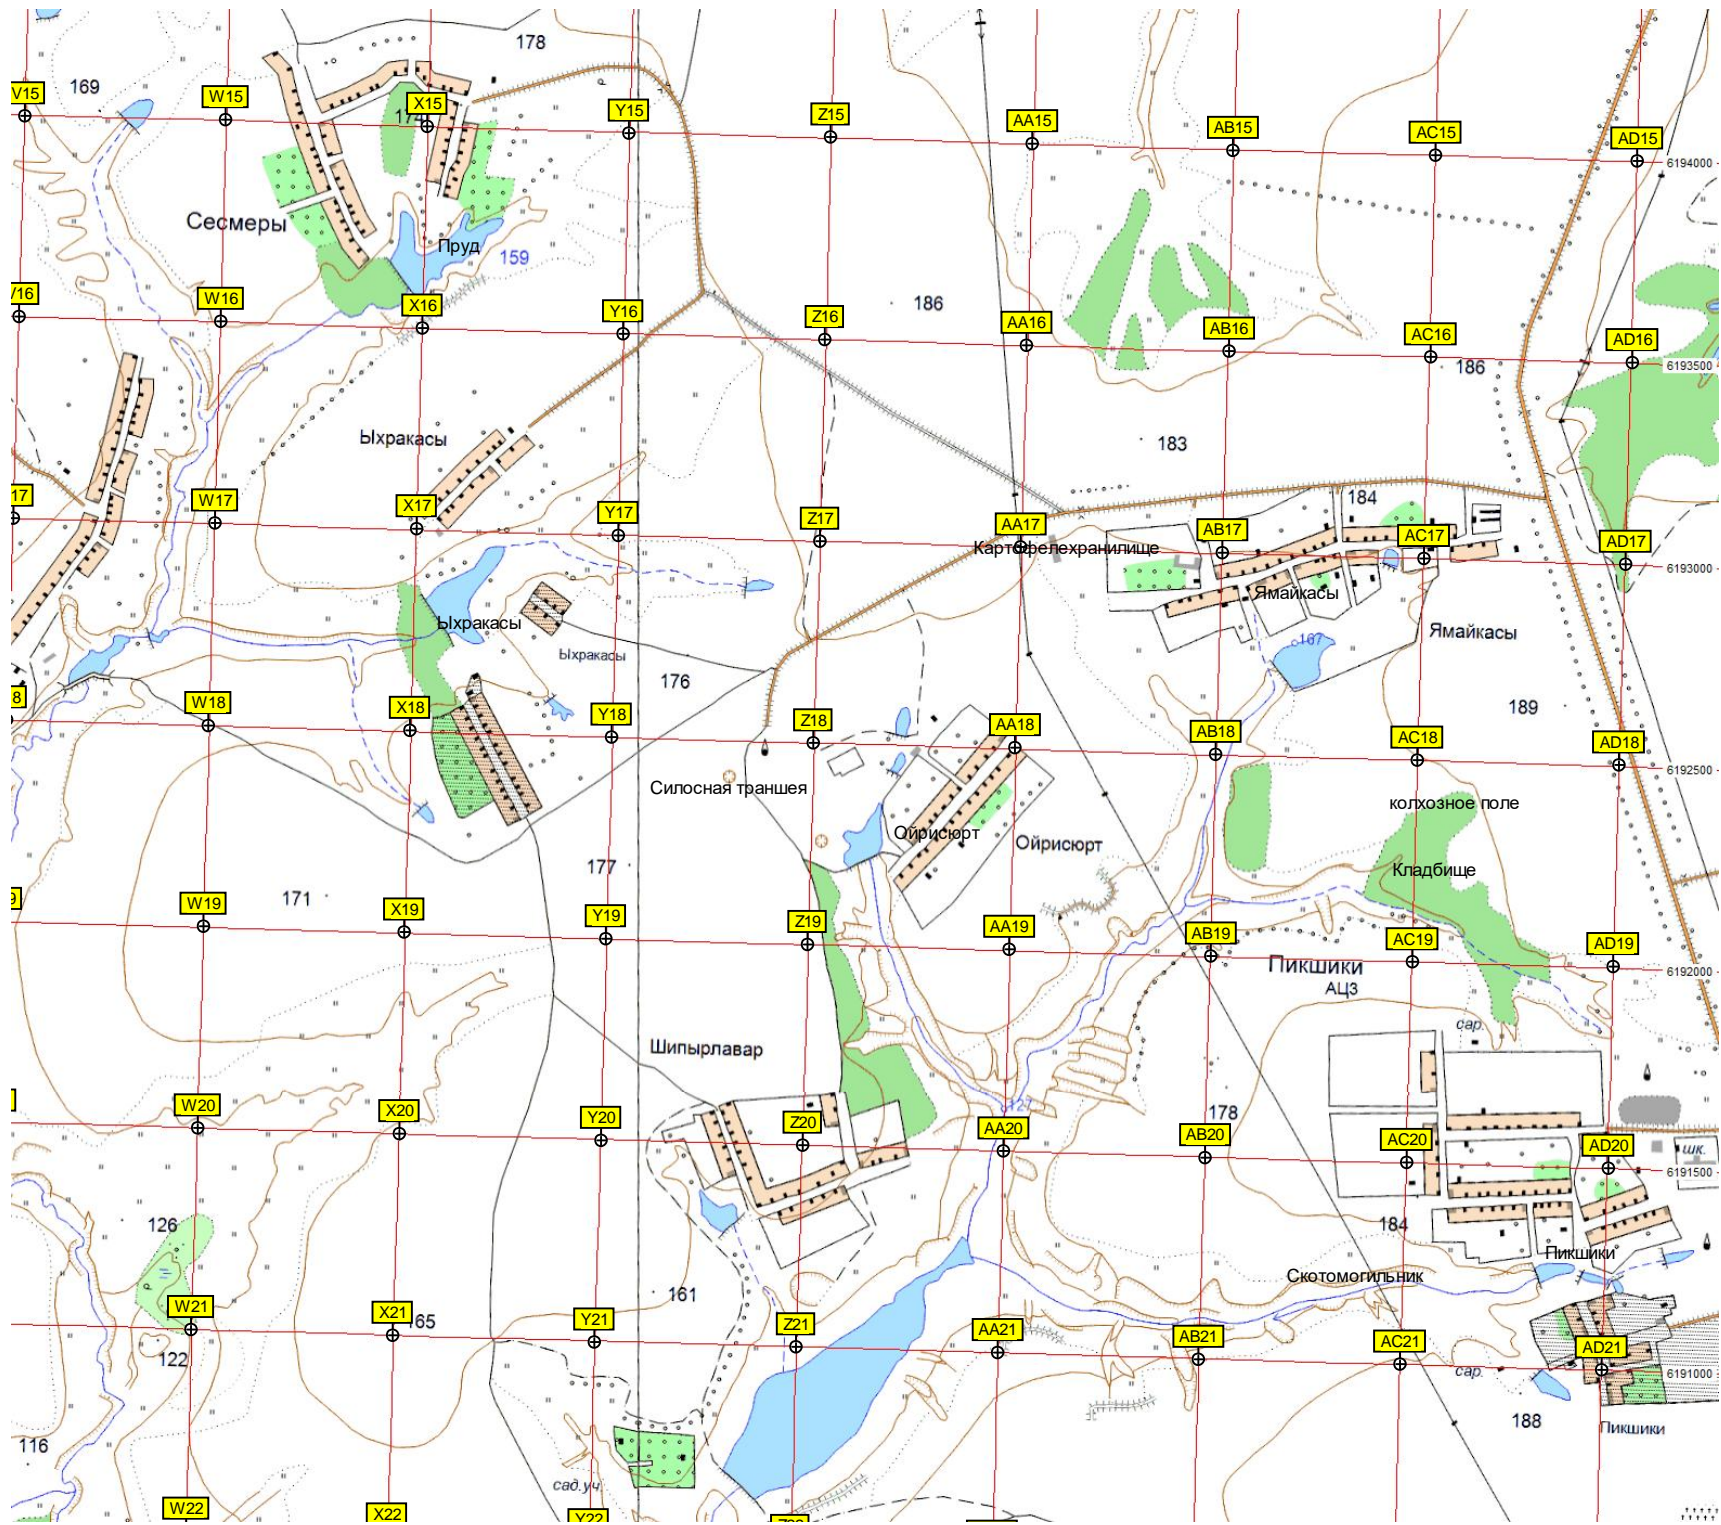 178
169
V15
W15
X15
174
Y15
Z15
AA15
AB15
AC15
AD15
6194000
Сесмеры
Пруд
159
W16
X16
Y16
186
Z16
AA16
AB16
AC16
AD16
6193500
186
Ыхракасы
183
17
W17
X17
Y17
Z17
AA17
184
AB17
AC17
AD17
Картофелехранилище
6193000
Ямайкасы
Ыхракасы
Ямайкасы
167
Ыхракасы
176
8
W18
X18
Y18
Z18
AA18
AB18
AC18
189
AD18
6192500
Силосная траншея
колхозное поле
Ойрисюрт
Ойрисюрт
177
Кладбище
171
W19
X19
Y19
Z19
AA19
AB19
AC19
AD19
Пикшики
6192000
АЦЗ
сар.
Шипырлавар
W20
X20
Y20
Z20
127
AA20
178
AB20
AC20
AD20
шк.
6191500
126
184
Пикшики
Скотомогильник
161
W21
X21
165
Y21
Z21
AA21
AB21
AC21
AD21
122
сар.
6191000
188
Пикшики
116
сад.уч.
W22
X22
Y22